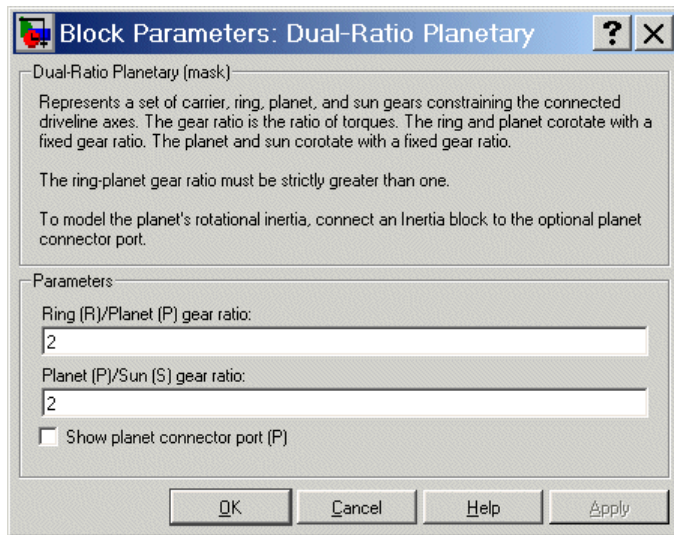 Block Parameters: Dual-Ratio Planetary
Dual-Ratio Planetary (mask)
Represents a set of carrier, ring, planet, and sun gears constraining the connected
driveline axes. The gear ratio is the ratio of torques. The ring and planet corotate with a
fixed gear ratio. The planet and sun corotate with a fixed gear ratio.
The ring-planet gear ratio must be strictly greater than one.
To model the planet's rotational inertia, connect an Inertia block to the optional planet
connector port.
Parameters
Ring (R)/Planet (P) gear ratio:
2
Planet (P)/Sun (S) gear ratio:
2
Show planet connector port (P)
OK Cancel Help Apply